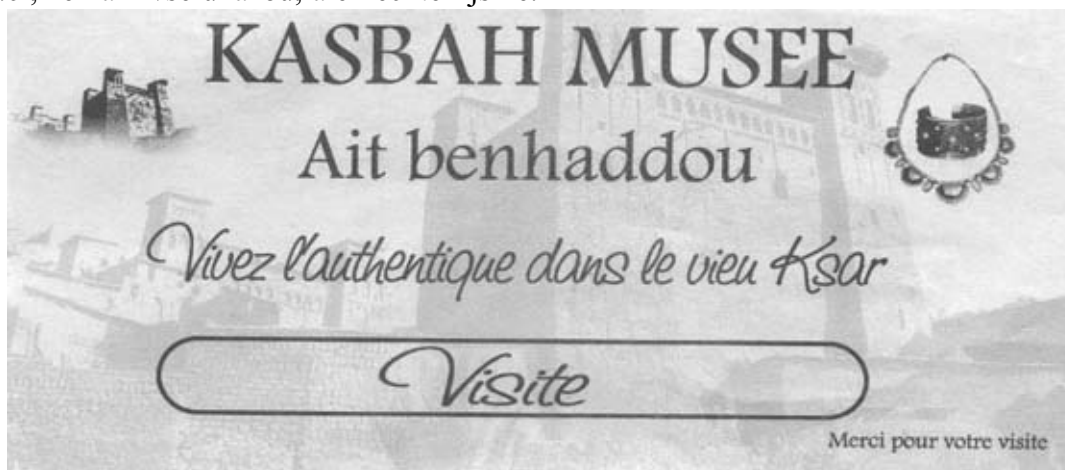 KASBAH MUSEE
Ait benhaddou
Vivez l'authentique dans le vieu Ksar
Visite
Merci pour votre visite